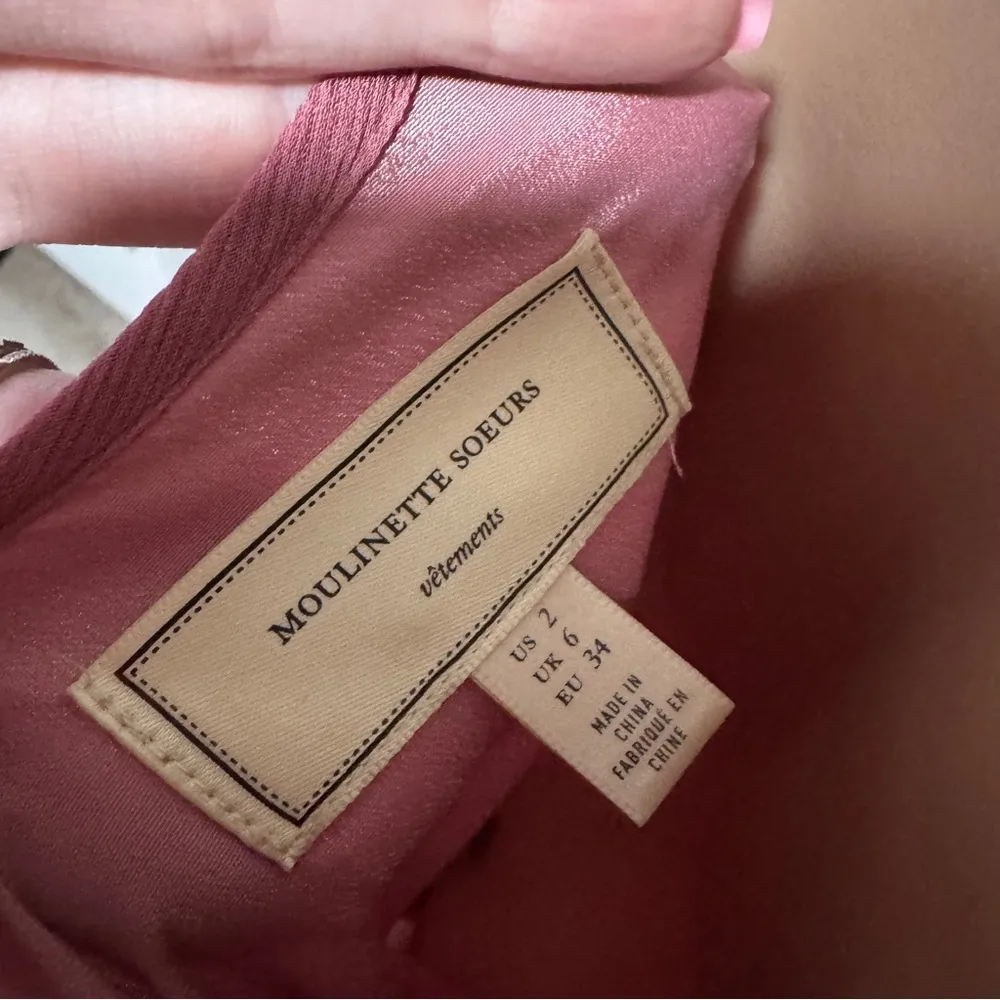 MOULINETTE SOEURS
vêtements
US 2
UK 6
EU 34
MADE IN
CHINA
FABRIQUÉ EN
CHINE